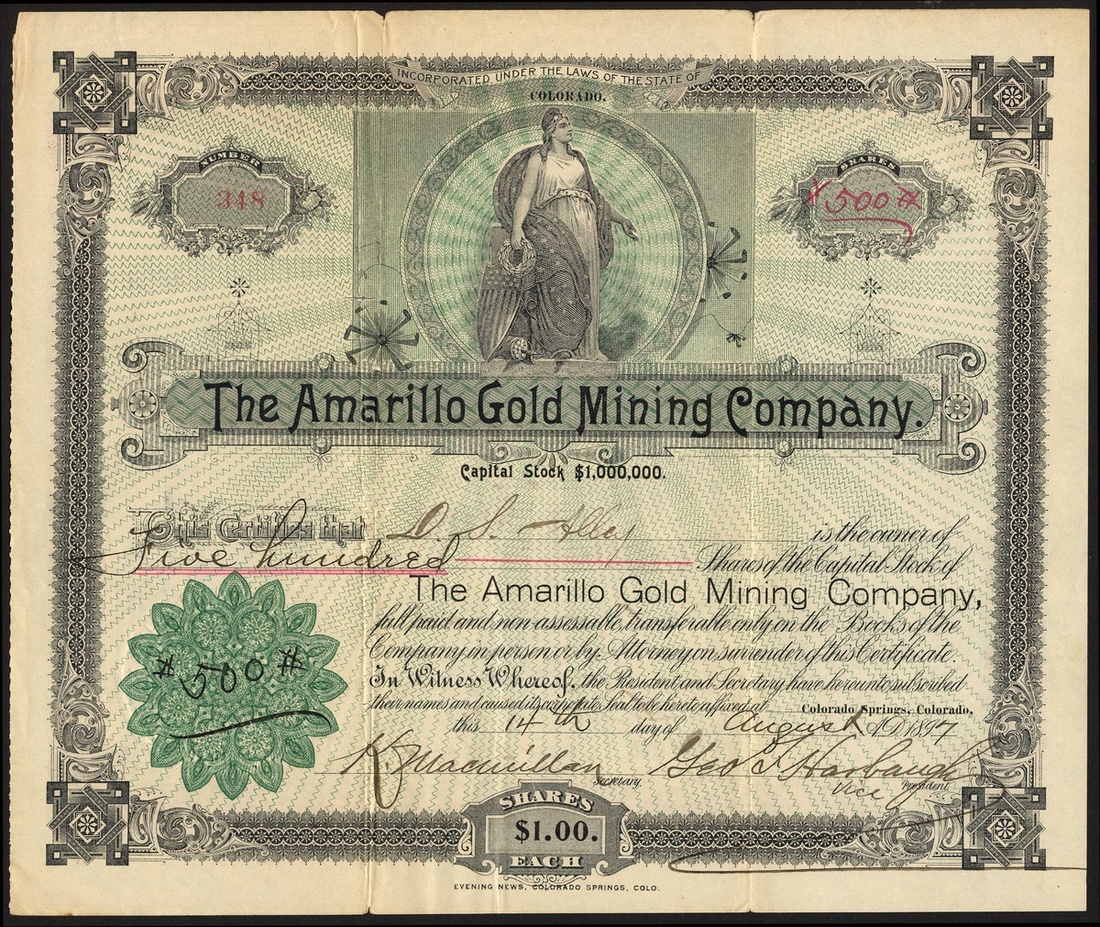 INCORPORATED UNDER THE LAWS OF THE STATE OF
COLORADO.
NUMBER
348
SHARES
# 500 #
The Amarillo Gold Mining Company.
Capital Stock $1,000,000.
This Certifies that D. S. Alley is the owner of
Five hundred Shares of the Capital Stock of
The Amarillo Gold Mining Company,
full paid and non-assessable, transferable only on the Books of the
Company in person or by Attorney on surrender of this Certificate.
# 500 #
In Witness Whereof, the President and Secretary have hereunto subscribed
their names and caused its corporate Seal to be hereto affixed at Colorado Springs, Colorado,
this 14th day of August A.D. 1897
K Macmillan Secretary. Geo F Harbaugh
Vice President.
SHARES
$1.00.
EACH
EVENING NEWS, COLORADO SPRINGS, COLO.